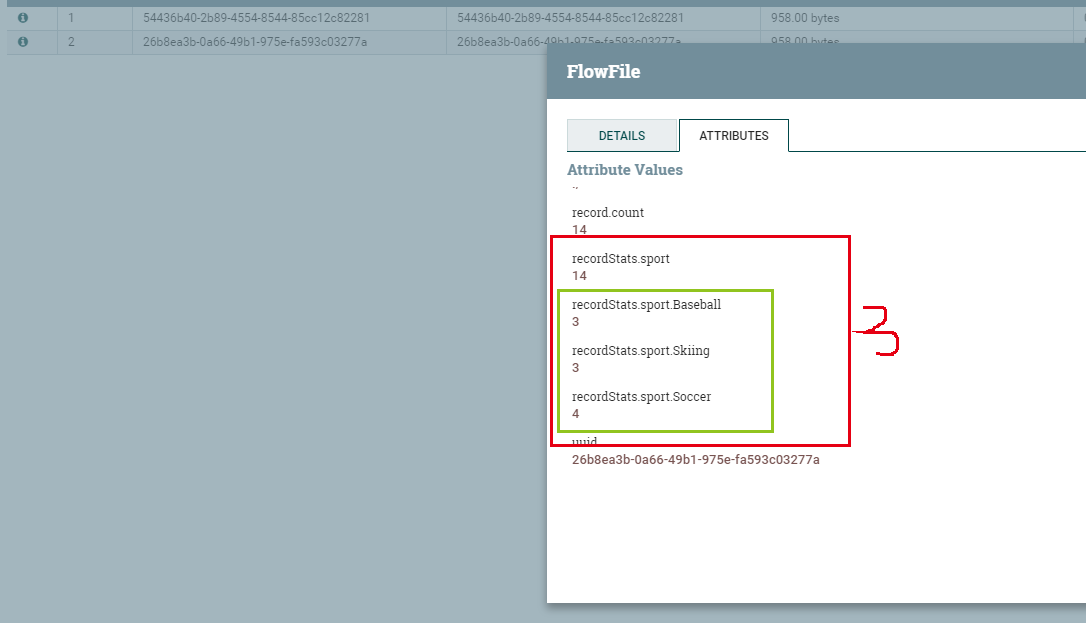 1 54436b40-2b89-4554-8544-85cc12c82281 54436b40-2b89-4554-8544-85cc12c82281 958.00 bytes
2 26b8ea3b-0a66-49b1-975e-fa593c03277a 26b8ea3b-0a66-49b1-975e-fa593c03277a 958.00 bytes
FlowFile
DETAILS ATTRIBUTES
Attribute Values
record.count
14
recordStats.sport
14
recordStats.sport.Baseball
3
3
recordStats.sport.Skiing
3
recordStats.sport.Soccer
4
uuid
26b8ea3b-0a66-49b1-975e-fa593c03277a